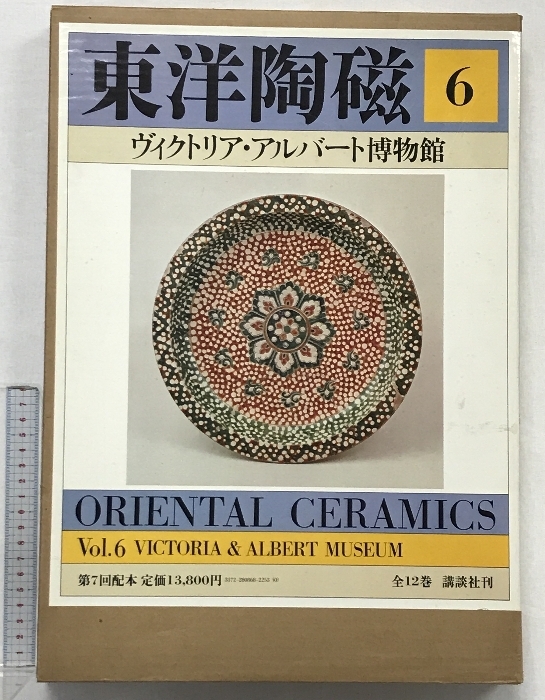 東洋陶磁 6
ヴィクトリア・アルバート博物館
ORIENTAL CERAMICS
Vol.6 VICTORIA & ALBERT MUSEUM
第7回配本 定価13,800円
全12巻 講談社刊